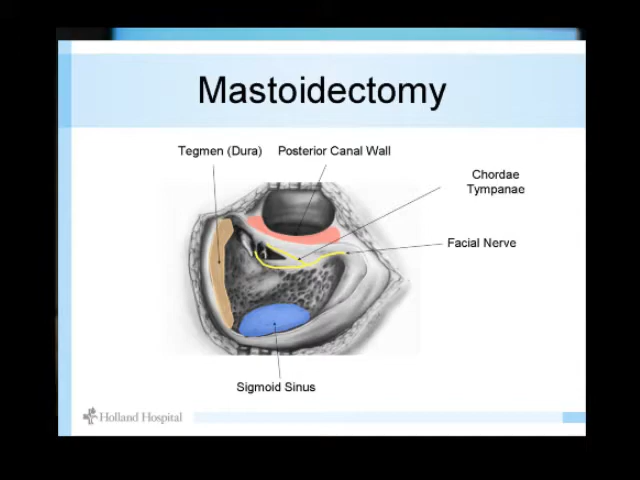 Mastoidectomy
Tegmen (Dura)
Posterior Canal Wall
Chordae
Tympanae
Facial Nerve
Sigmoid Sinus
Holland Hospital